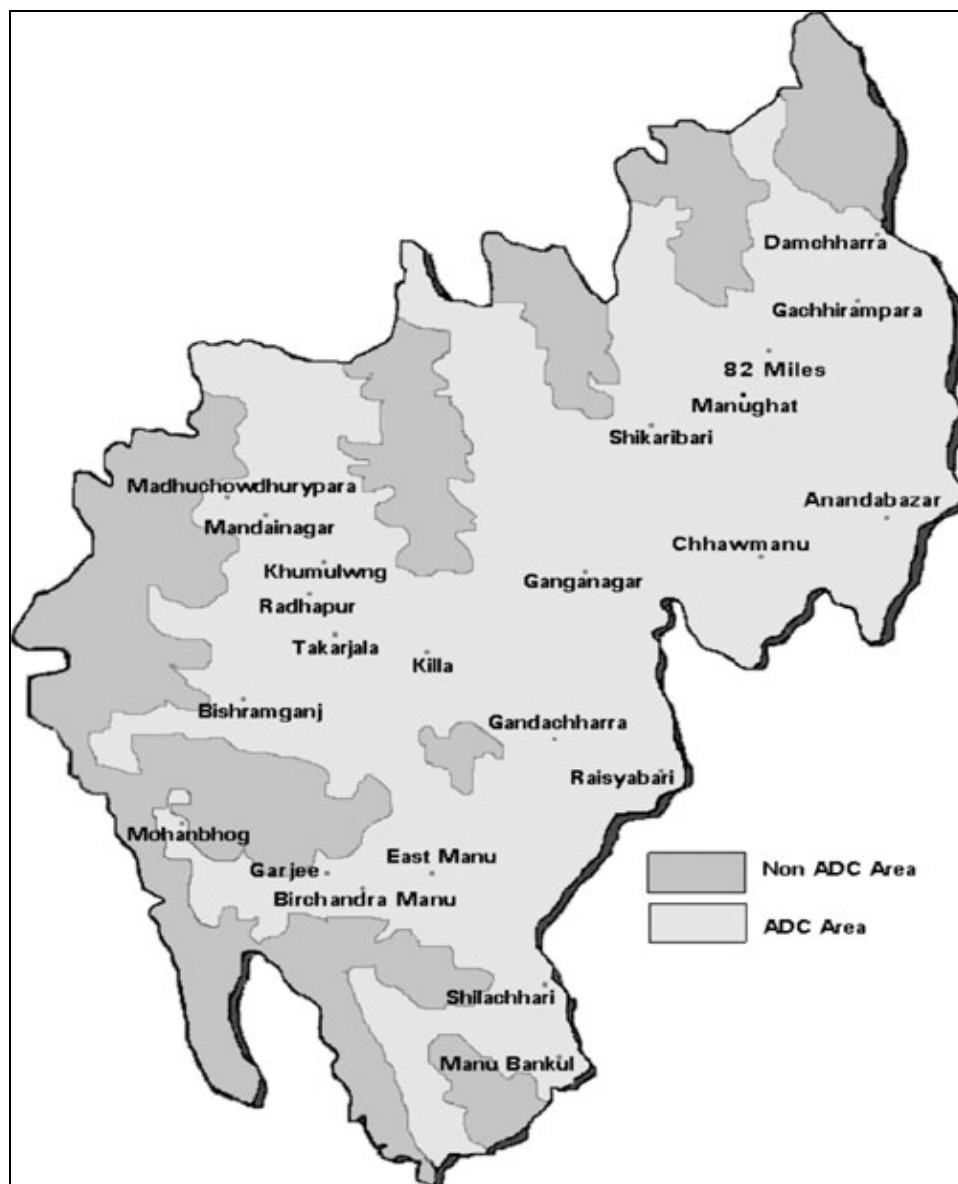 Damchharra
Gachhirampara
82 Miles
Manughat
Shikaribari
Madhuchowdhurypara
Anandabazar
Mandainagar
Chhawmanu
Khumulwng
Ganganagar
Radhapur
Takarjala
Killa
Bishramganj
Gandachharra
Raisyabari
Mohanbhog
East Manu
Garjee
Non ADC Area
Birchandra Manu
ADC Area
Shilachhari
Manu Bankul